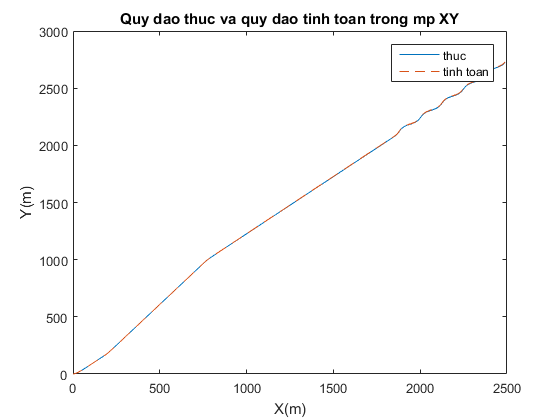 Quy dao thuc va quy dao tinh toan trong mp XY
3000
2500
2000
1500
1000
500
0
Y(m)
thuc
tinh toan
0 500 1000 1500 2000 2500
X(m)